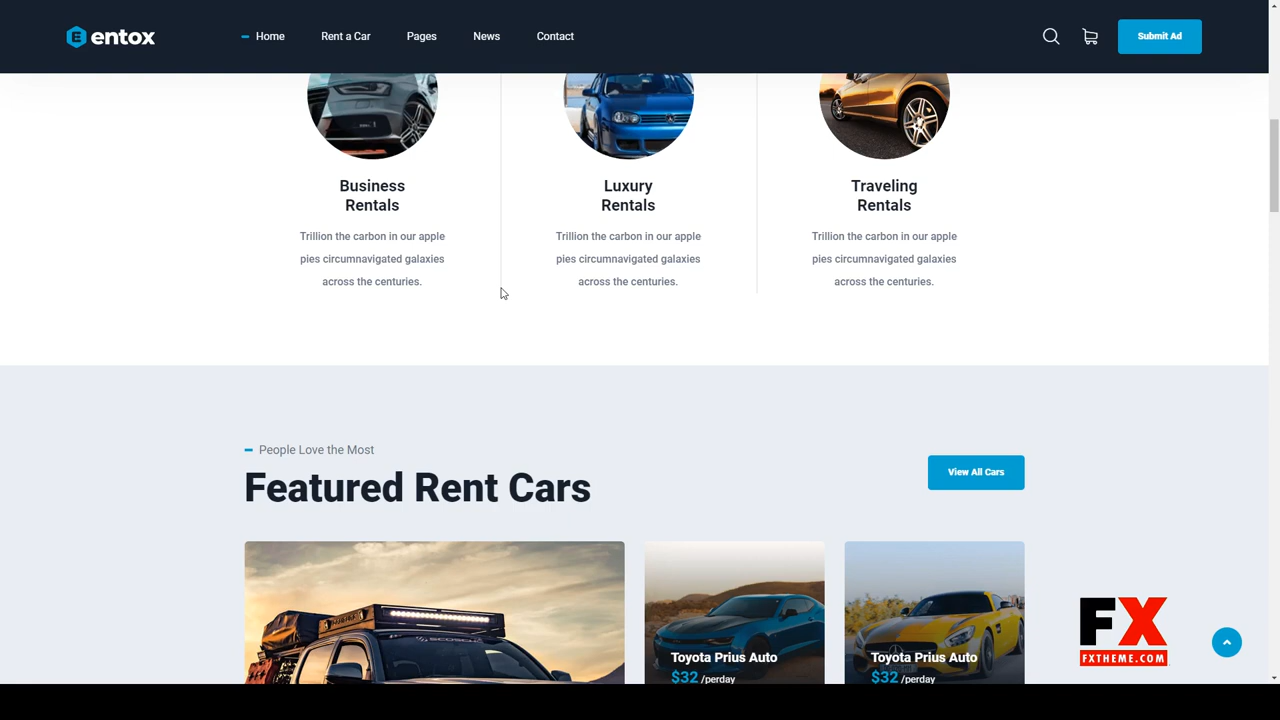 entox
Home
Rent a Car
Pages
News
Contact
Submit Ad
Business
Rentals
Trillion the carbon in our apple
pies circumnavigated galaxies
across the centuries.
Luxury
Rentals
Trillion the carbon in our apple
pies circumnavigated galaxies
across the centuries.
Traveling
Rentals
Trillion the carbon in our apple
pies circumnavigated galaxies
across the centuries.
People Love the Most
Featured Rent Cars
View All Cars
Toyota Prius Auto
$32 /perday
Toyota Prius Auto
$32 /perday
FX
FXTHEME.COM